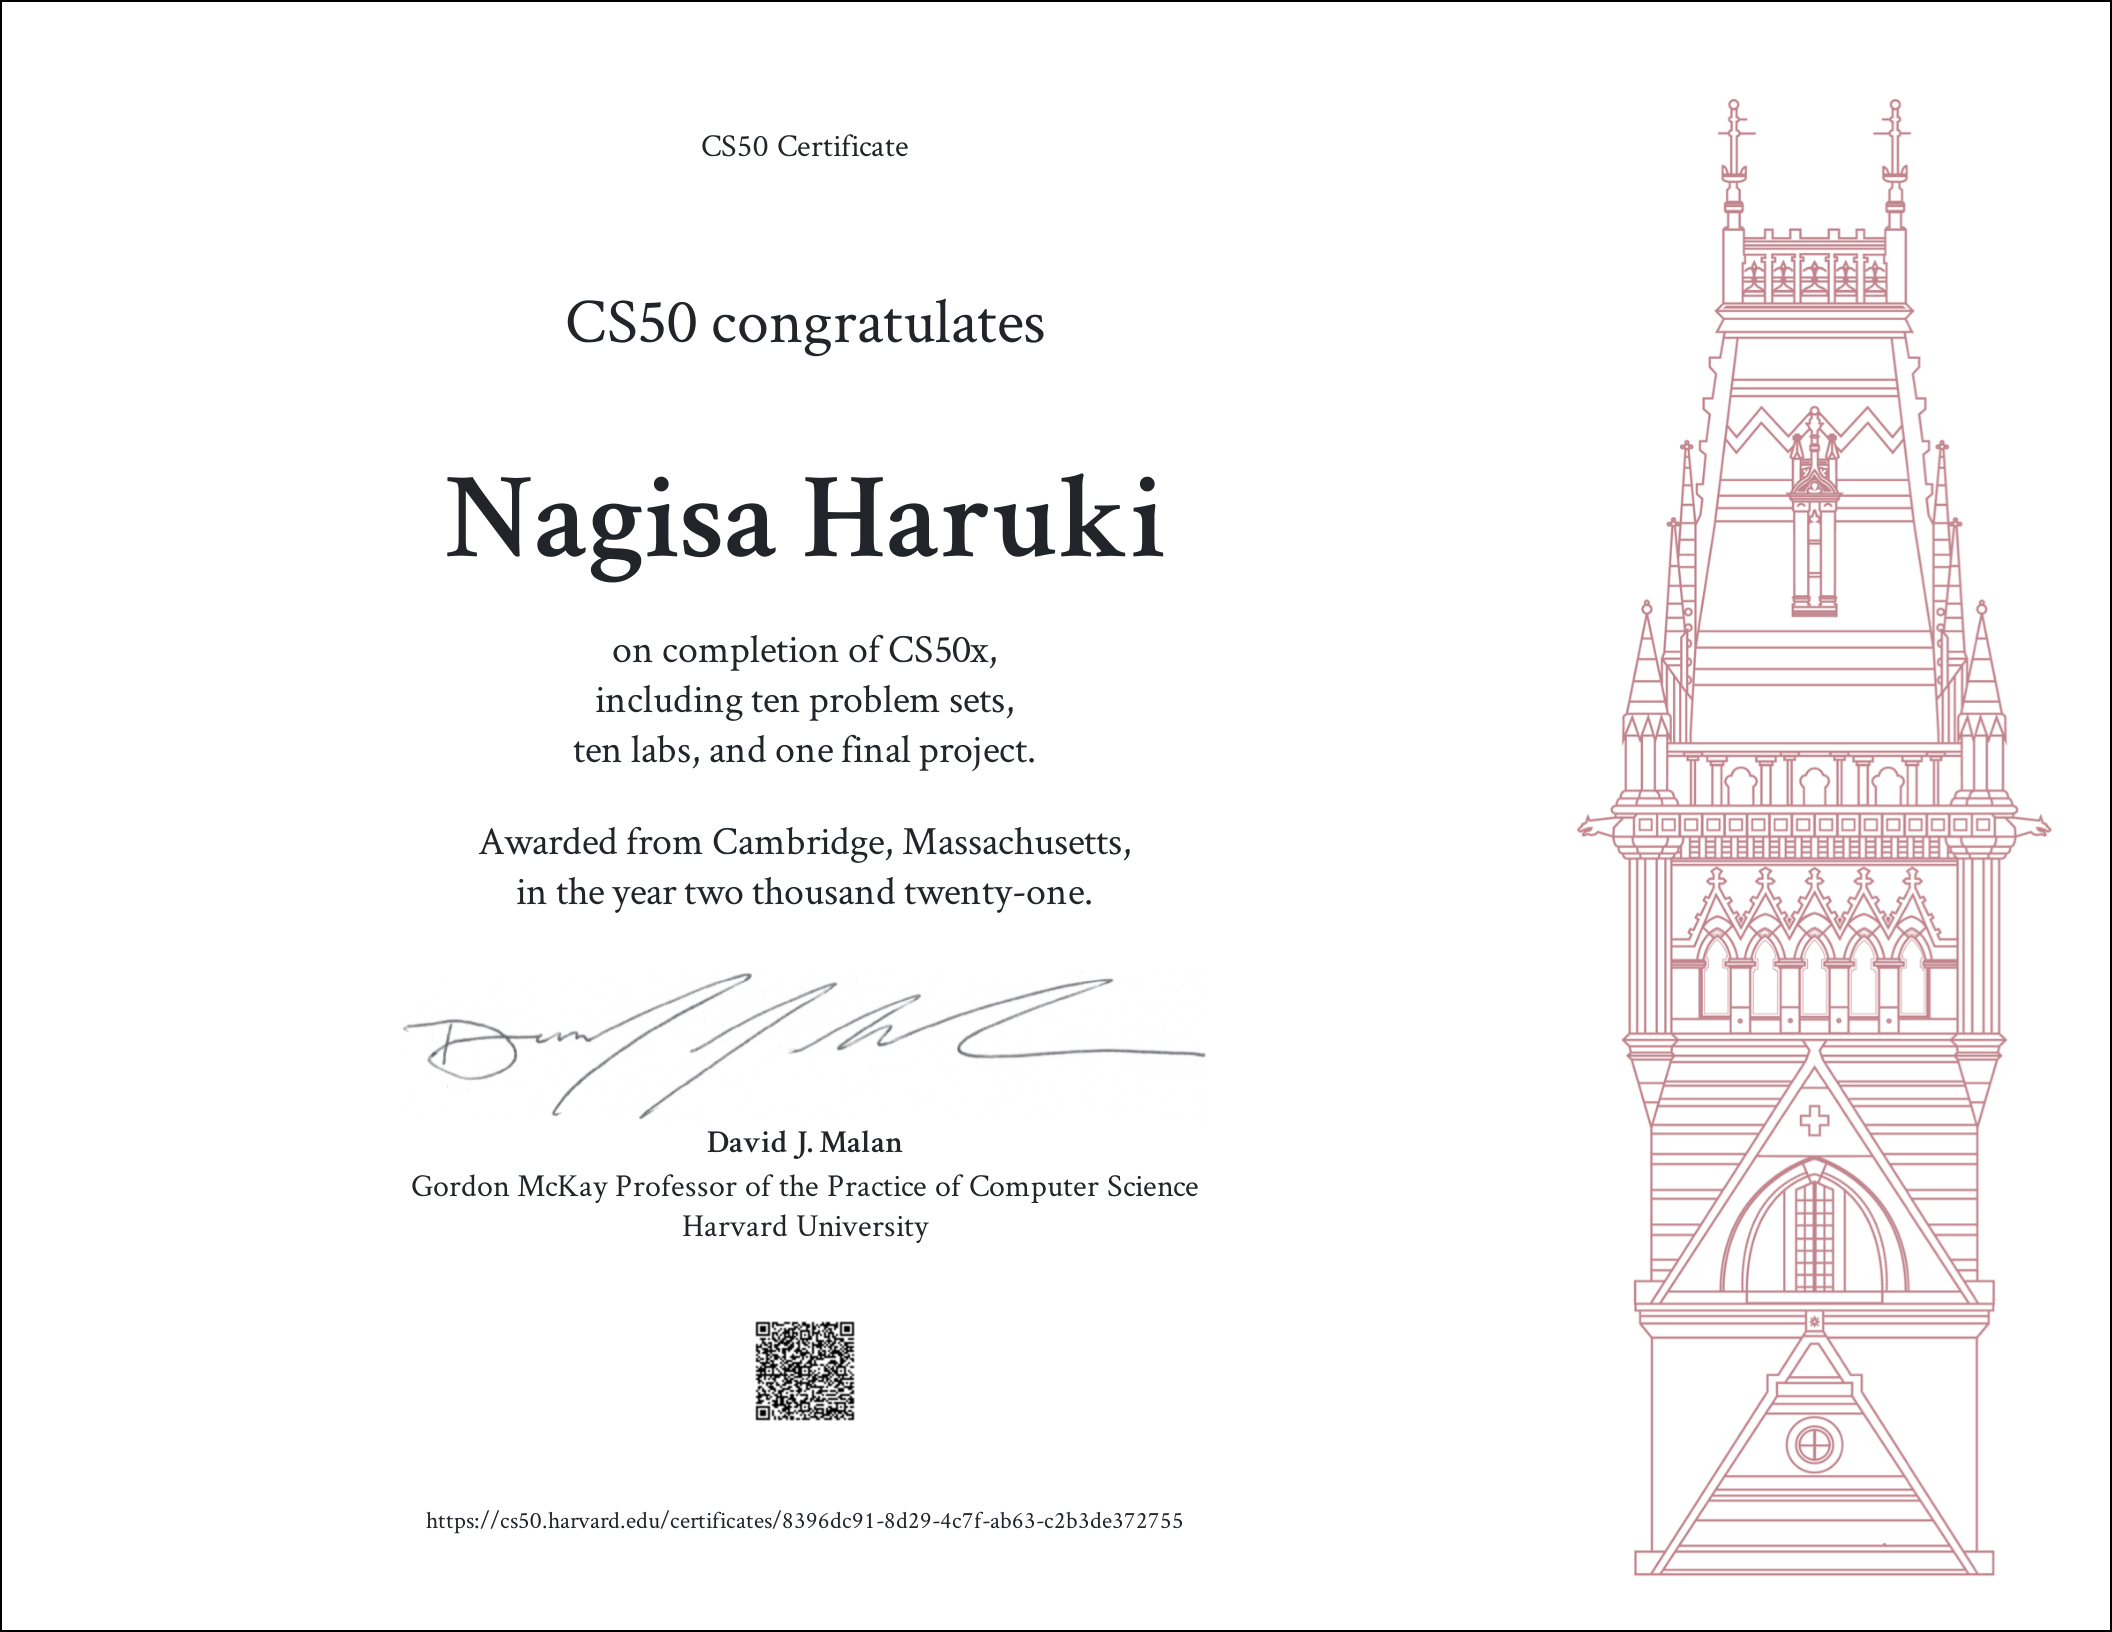 CS50 Certificate
CS50 congratulates
Nagisa Haruki
on completion of CS50x,
including ten problem sets,
ten labs, and one final project.
Awarded from Cambridge, Massachusetts,
in the year two thousand twenty-one.
David J. Malan
Gordon McKay Professor of the Practice of Computer Science
Harvard University
https://cs50.harvard.edu/certificates/8396dc91-8d29-4c7f-ab63-c2b3de372755